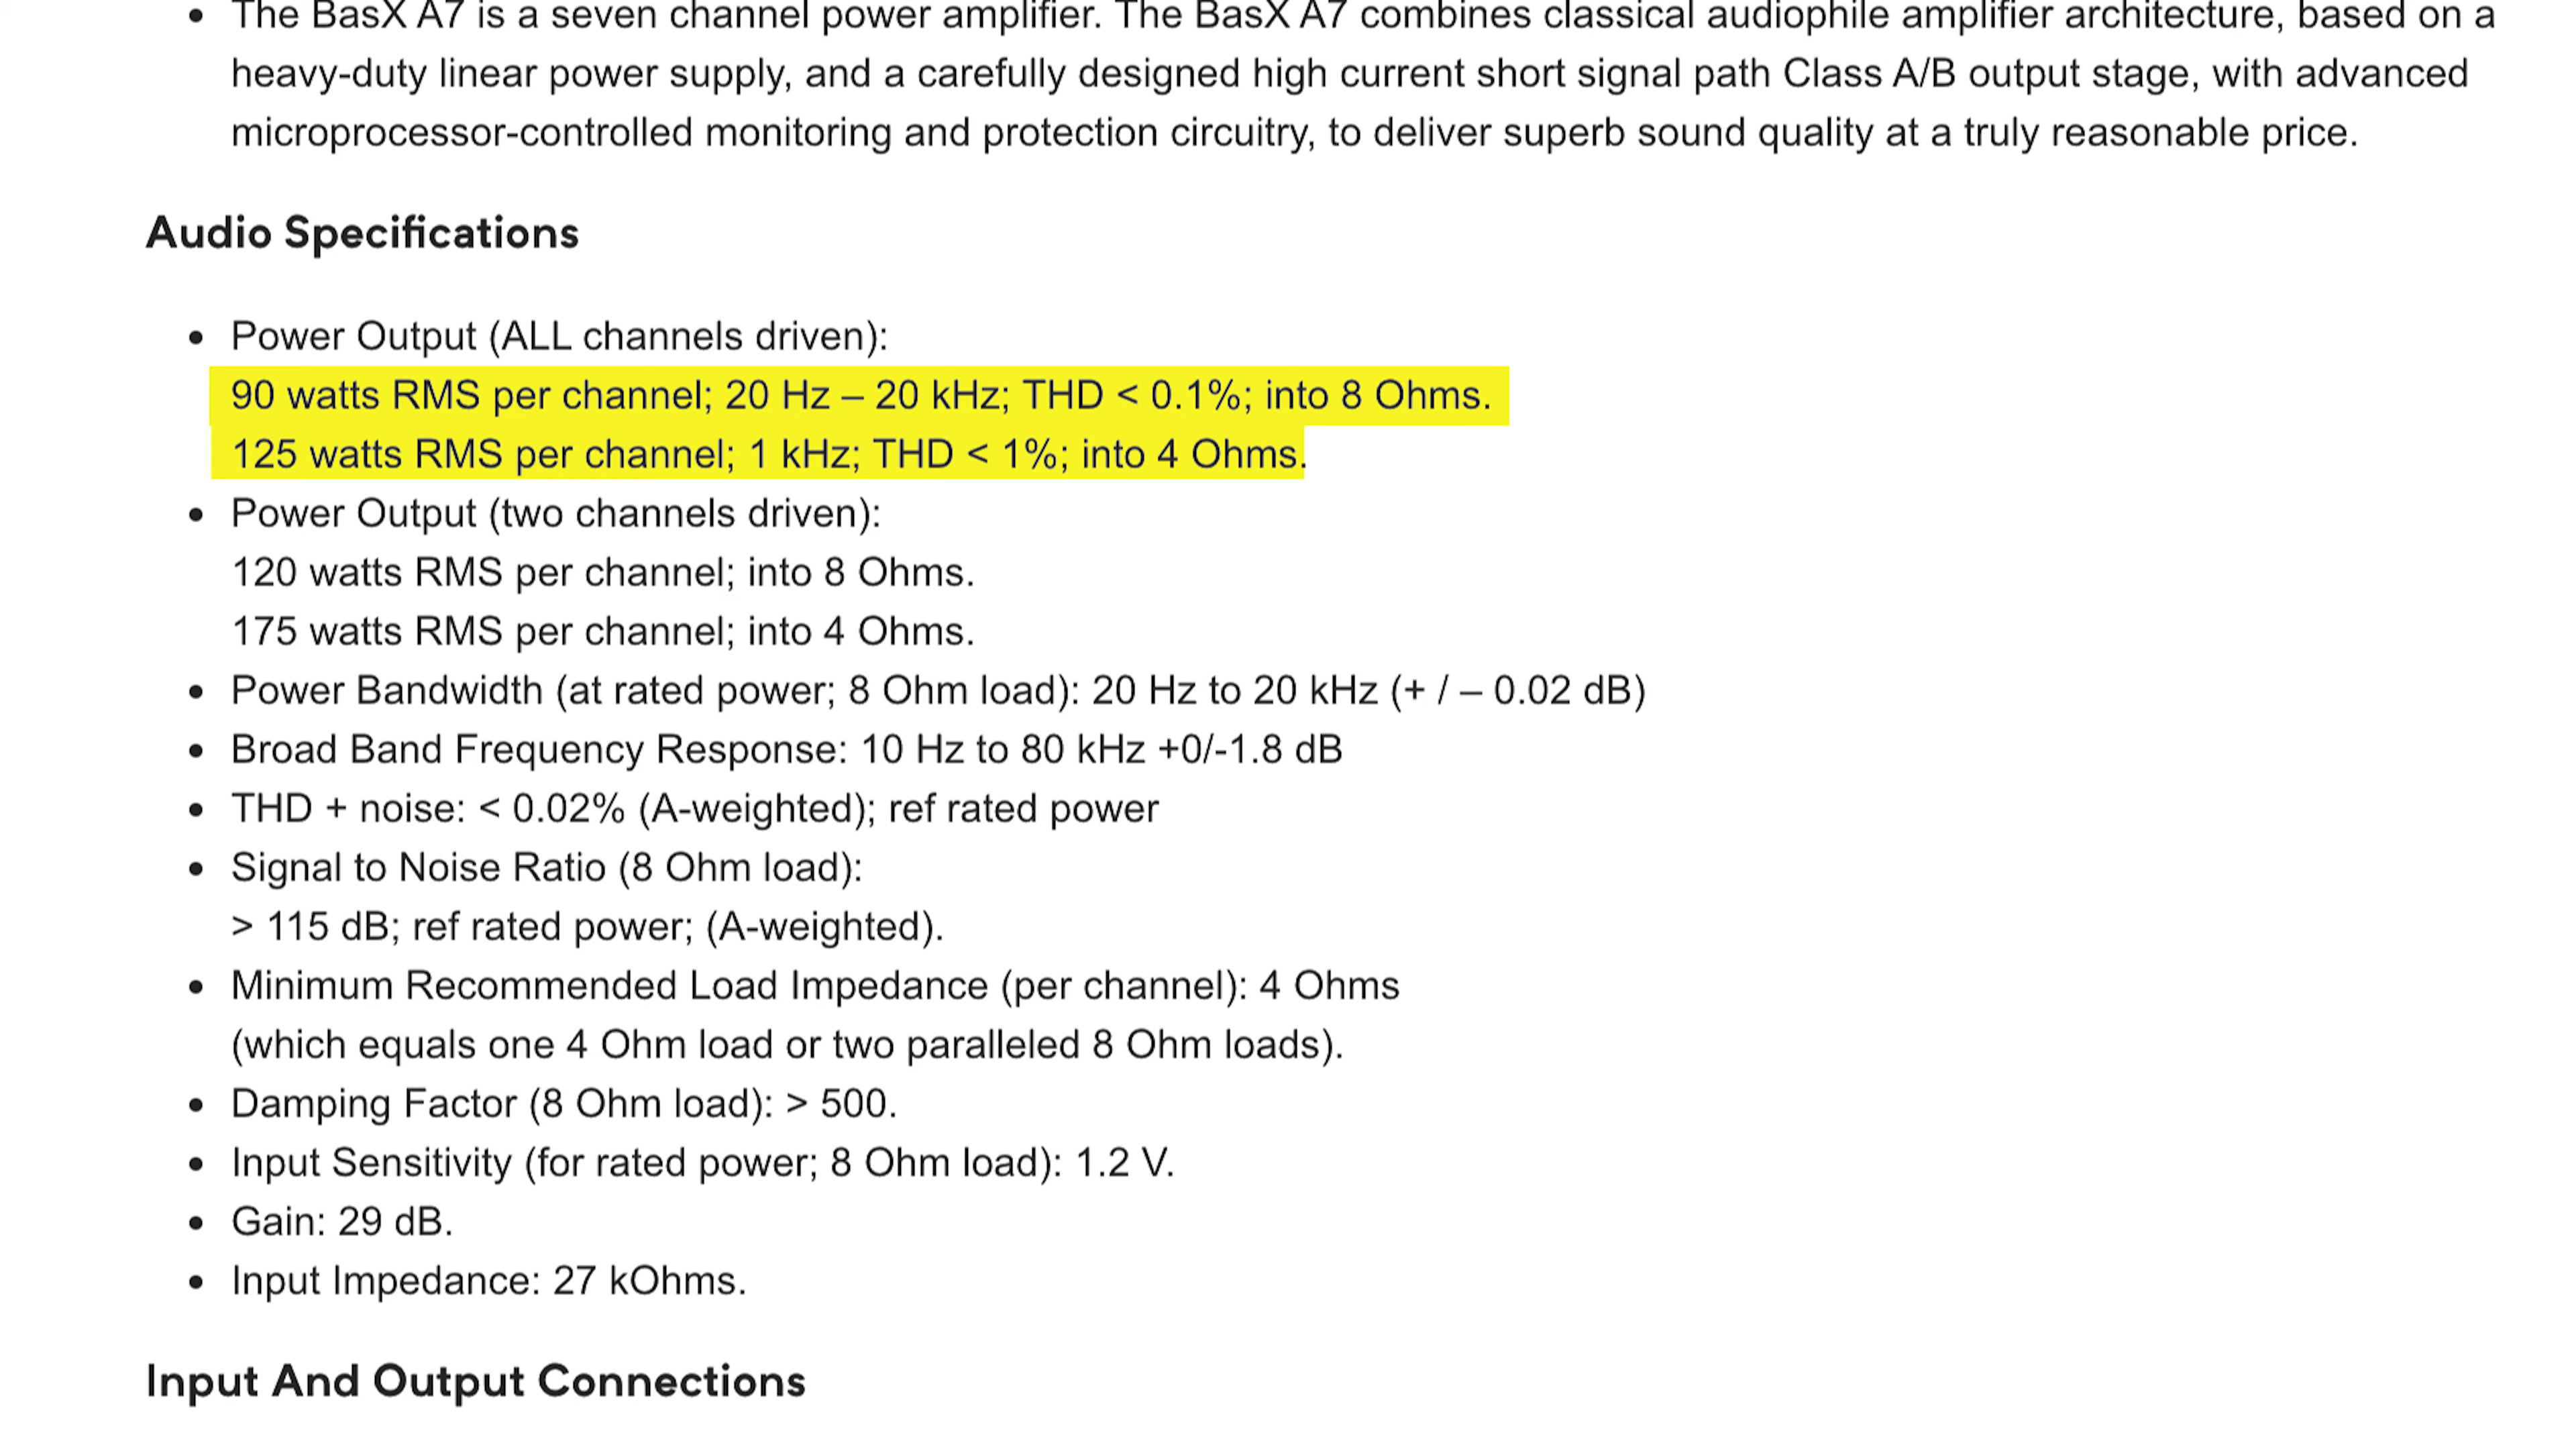 The BasX A7 is a seven channel power amplifier. The BasX A7 combines classical audiophile amplifier architecture, based on a
heavy-duty linear power supply, and a carefully designed high current short signal path Class A/B output stage, with advanced
microprocessor-controlled monitoring and protection circuitry, to deliver superb sound quality at a truly reasonable price.
Audio Specifications
Power Output (ALL channels driven):
90 watts RMS per channel; 20 Hz – 20 kHz; THD < 0.1%; into 8 Ohms.
125 watts RMS per channel; 1 kHz; THD < 1%; into 4 Ohms.
Power Output (two channels driven):
120 watts RMS per channel; into 8 Ohms.
175 watts RMS per channel; into 4 Ohms.
Power Bandwidth (at rated power; 8 Ohm load): 20 Hz to 20 kHz (+ / – 0.02 dB)
Broad Band Frequency Response: 10 Hz to 80 kHz +0/-1.8 dB
THD + noise: < 0.02% (A-weighted); ref rated power
Signal to Noise Ratio (8 Ohm load):
> 115 dB; ref rated power; (A-weighted).
Minimum Recommended Load Impedance (per channel): 4 Ohms
(which equals one 4 Ohm load or two paralleled 8 Ohm loads).
Damping Factor (8 Ohm load): > 500.
Input Sensitivity (for rated power; 8 Ohm load): 1.2 V.
Gain: 29 dB.
Input Impedance: 27 kOhms.
Input And Output Connections